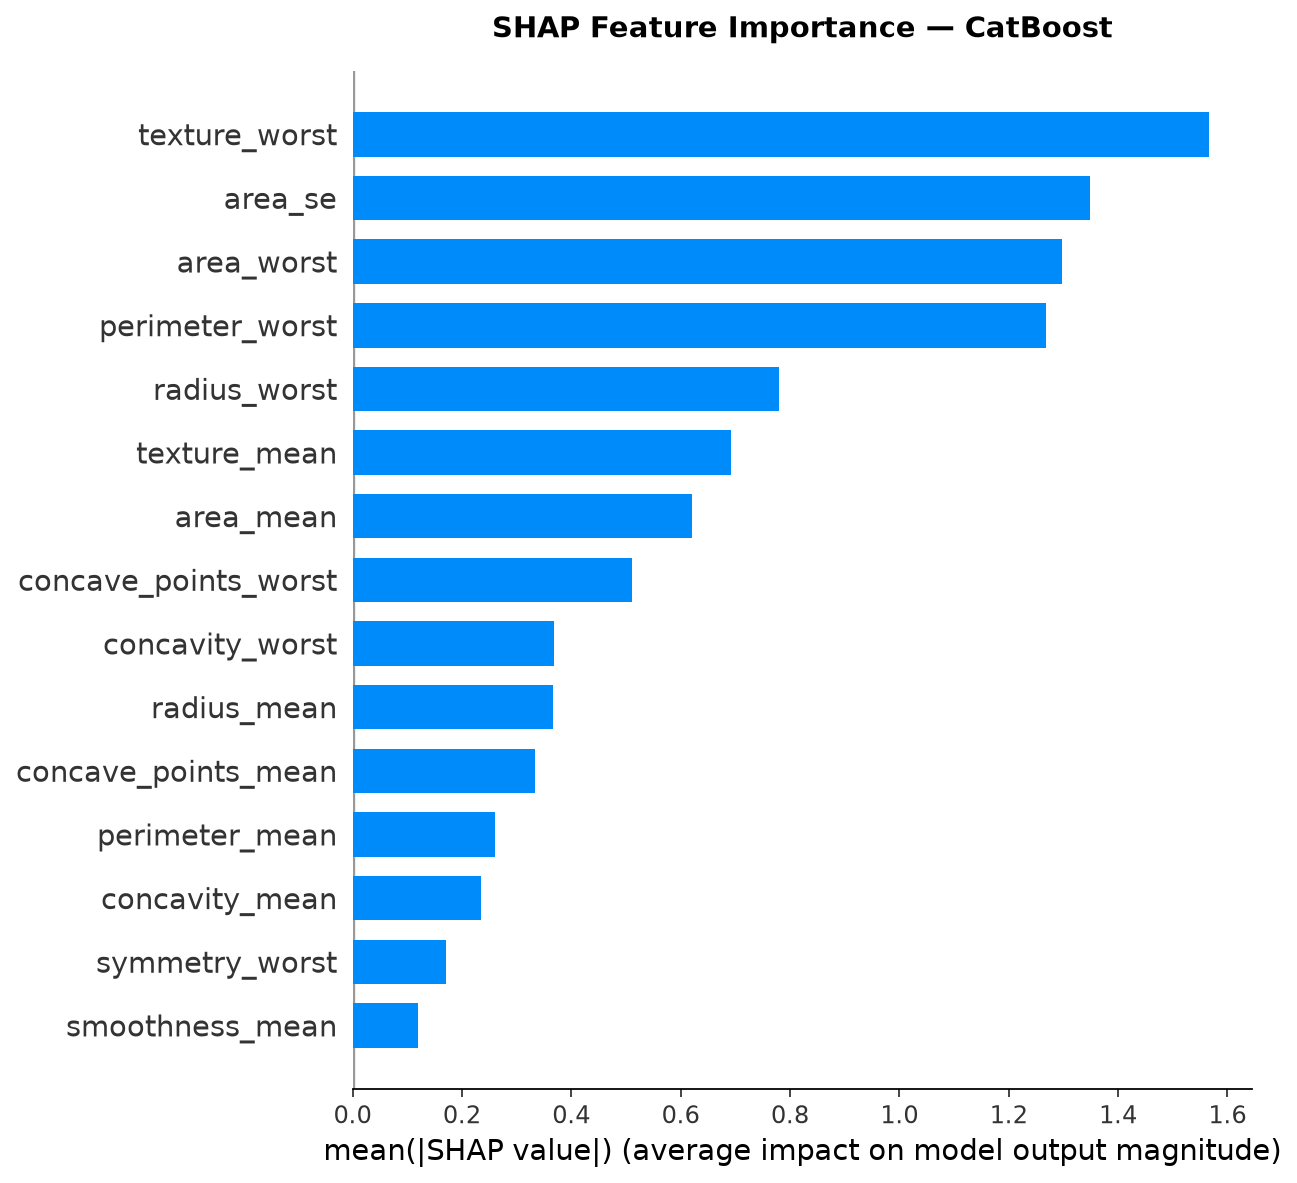 SHAP Feature Importance — CatBoost
texture_worst
area_se
area_worst
perimeter_worst
radius_worst
texture_mean
area_mean
concave_points_worst
concavity_worst
radius_mean
concave_points_mean
perimeter_mean
concavity_mean
symmetry_worst
smoothness_mean
0.0 0.2 0.4 0.6 0.8 1.0 1.2 1.4 1.6
mean(|SHAP value|) (average impact on model output magnitude)